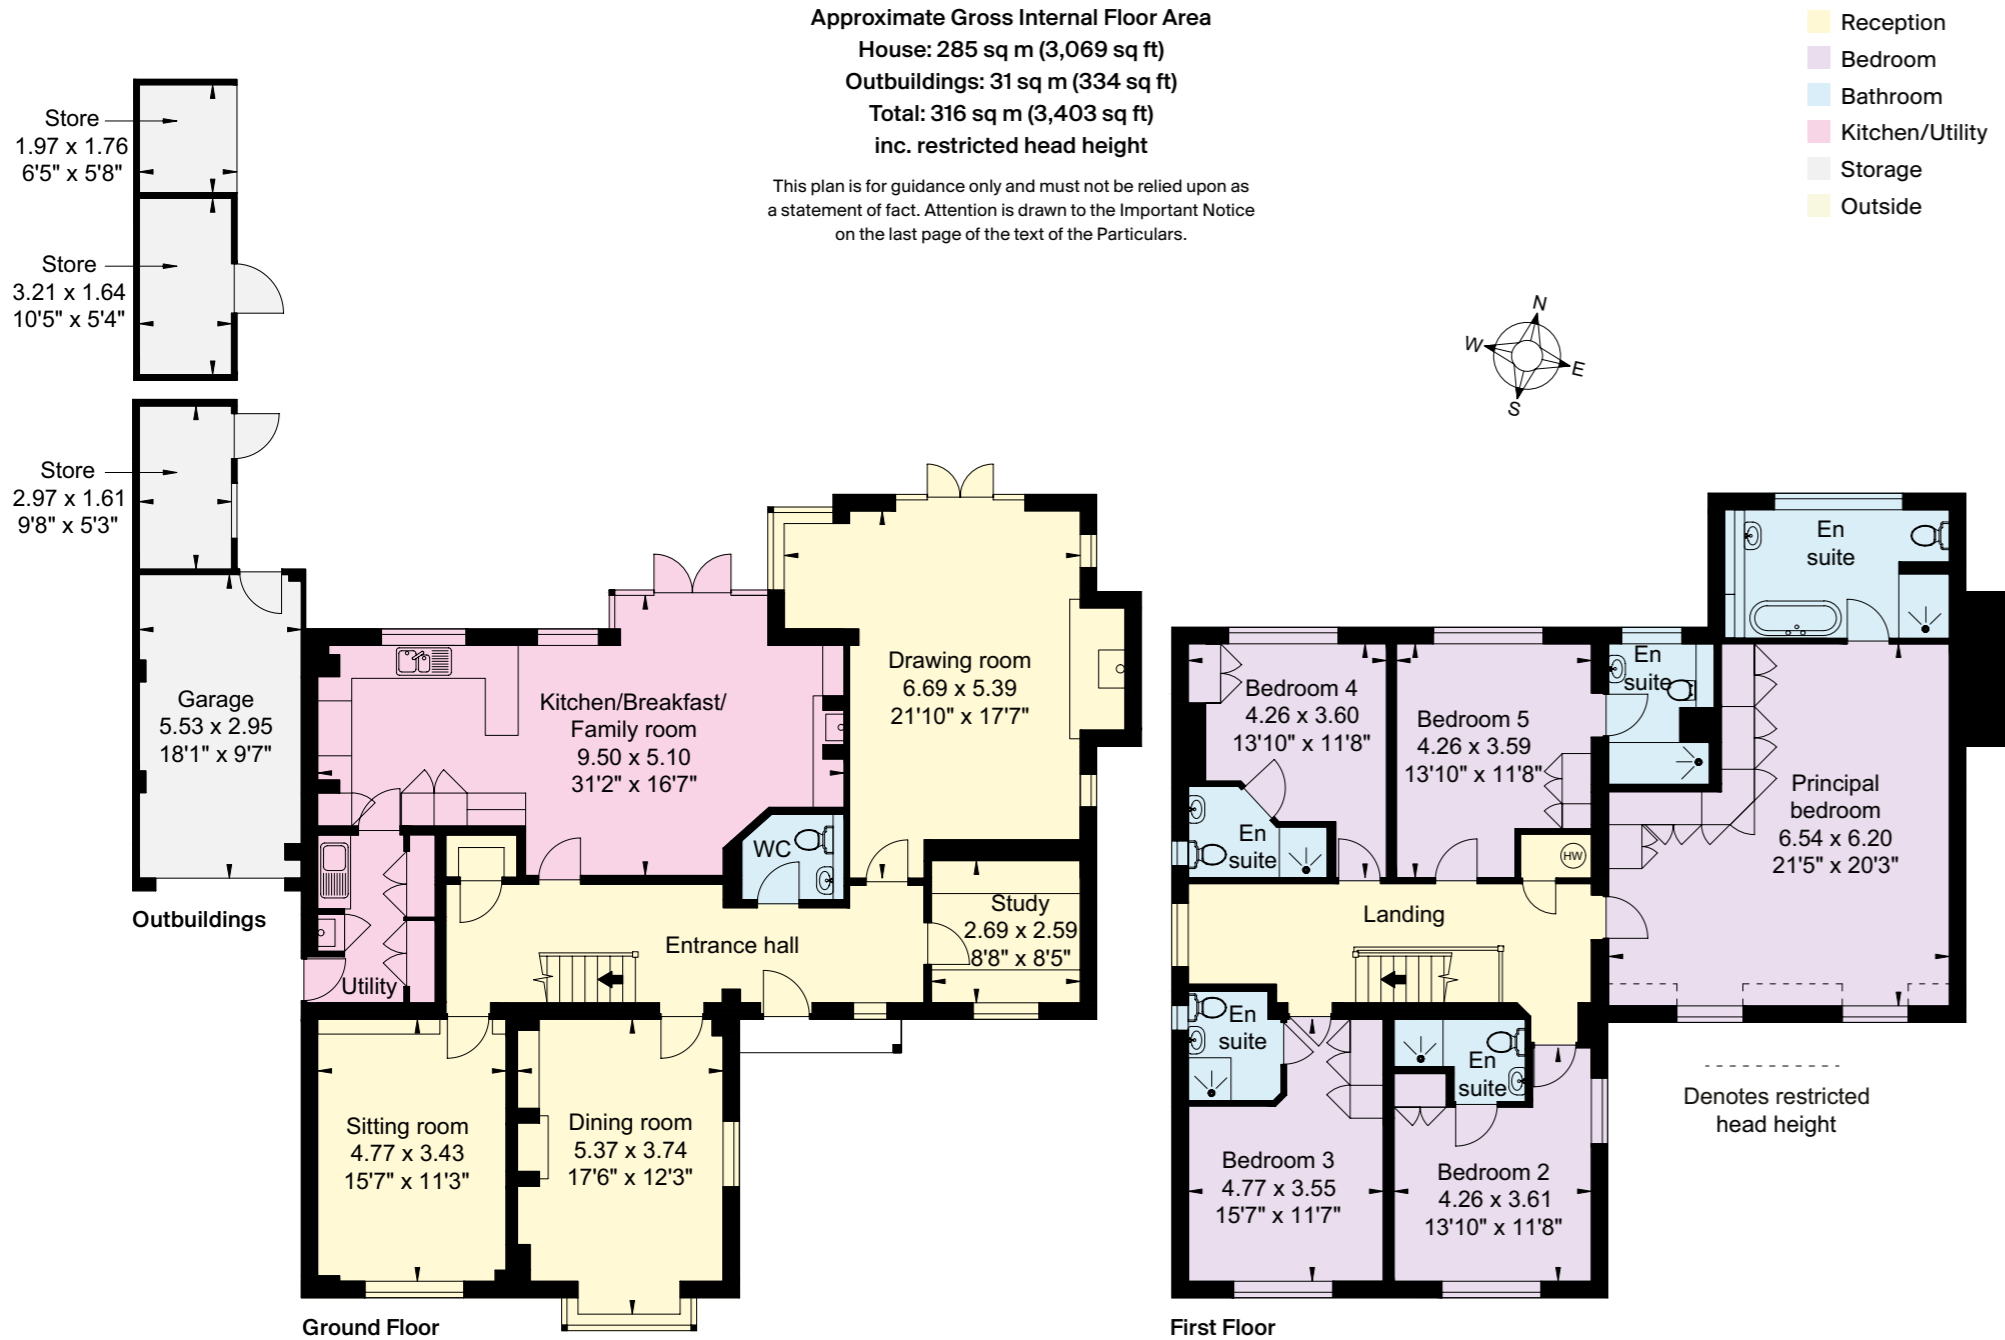 Approximate Gross Internal Floor Area
House: 285 sq m (3,069 sq ft)
Outbuildings: 31 sq m (334 sq ft)
Total: 316 sq m (3,403 sq ft)
inc. restricted head height
This plan is for guidance only and must not be relied upon as
a statement of fact. Attention is drawn to the Important Notice
on the last page of the text of the Particulars.
Reception
Bedroom
Bathroom
Kitchen/Utility
Storage
Outside
N
W
E
S
Store
1.97 x 1.76
6'5" x 5'8"
Store
3.21 x 1.64
10'5" x 5'4"
Store
2.97 x 1.61
9'8" x 5'3"
Garage
5.53 x 2.95
18'1" x 9'7"
Outbuildings
Kitchen/Breakfast/
Family room
9.50 x 5.10
31'2" x 16'7"
Drawing room
6.69 x 5.39
21'10" x 17'7"
WC
Study
2.69 x 2.59
8'8" x 8'5"
Entrance hall
Utility
Sitting room
4.77 x 3.43
15'7" x 11'3"
Dining room
5.37 x 3.74
17'6" x 12'3"
Ground Floor
En
suite
Bedroom 4
4.26 x 3.60
13'10" x 11'8"
Bedroom 5
4.26 x 3.59
13'10" x 11'8"
En
suite
Principal
bedroom
6.54 x 6.20
21'5" x 20'3"
En
suite
HW
Landing
En
suite
En
suite
Bedroom 3
4.77 x 3.55
15'7" x 11'7"
Bedroom 2
4.26 x 3.61
13'10" x 11'8"
Denotes restricted
head height
First Floor